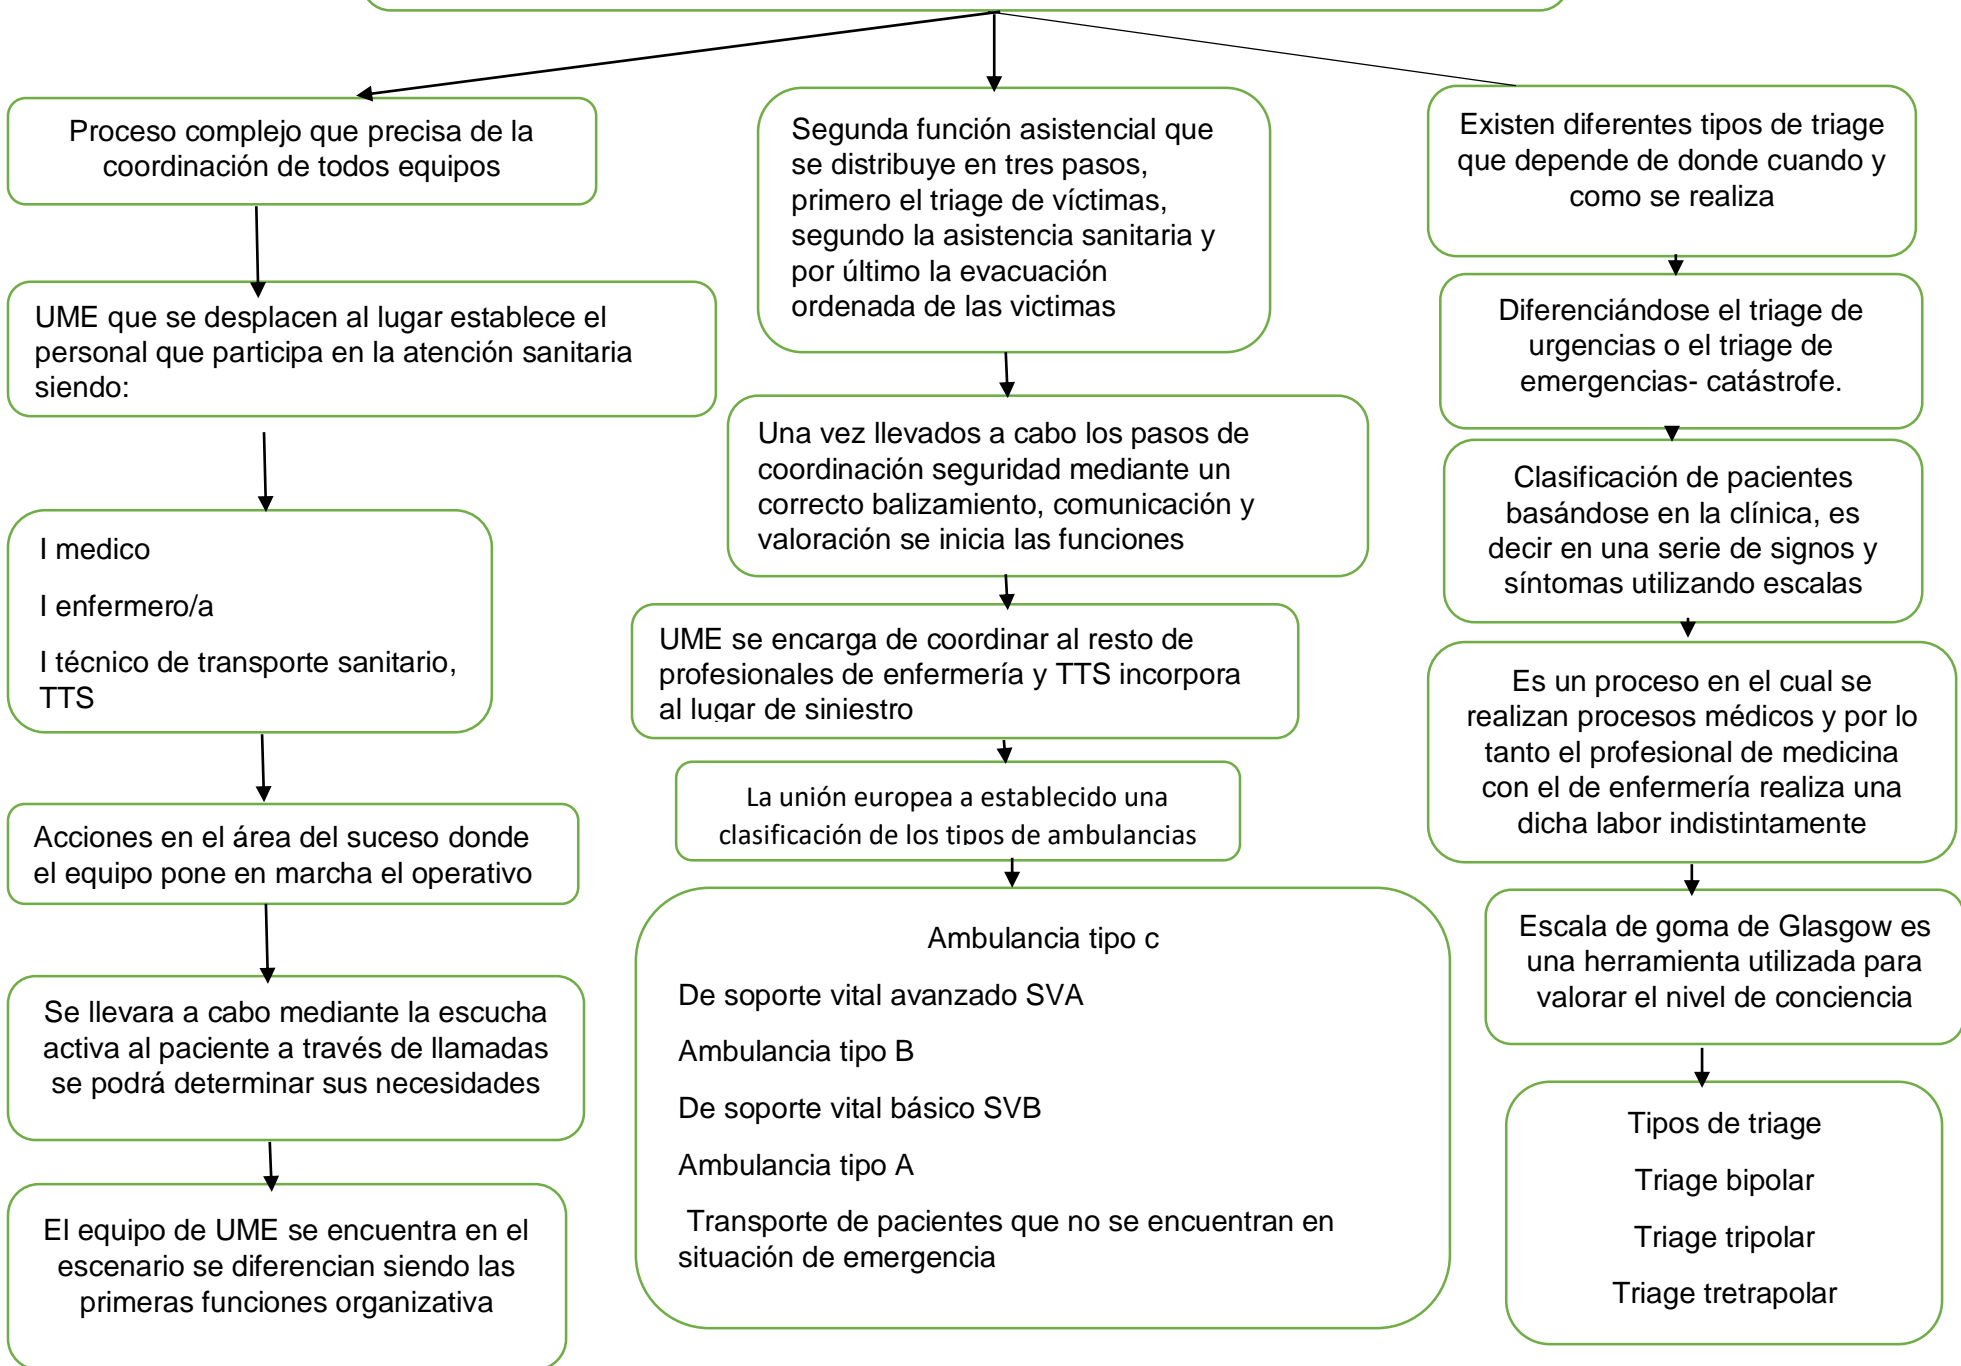 Proceso complejo que precisa de la
coordinación de todos equipos
UME que se desplacen al lugar establece el
personal que participa en la atención sanitaria
siendo:
I medico
I enfermero/a
I técnico de transporte sanitario,
TTS
Acciones en el área del suceso donde
el equipo pone en marcha el operativo
Se llevara a cabo mediante la escucha
activa al paciente a través de llamadas
se podrá determinar sus necesidades
El equipo de UME se encuentra en el
escenario se diferencian siendo las
primeras funciones organizativa
Segunda función asistencial que
se distribuye en tres pasos,
primero el triage de víctimas,
segundo la asistencia sanitaria y
por último la evacuación
ordenada de las victimas
Una vez llevados a cabo los pasos de
coordinación seguridad mediante un
correcto balizamiento, comunicación y
valoración se inicia las funciones
UME se encarga de coordinar al resto de
profesionales de enfermería y TTS incorpora
al lugar de siniestro
La unión europea a establecido una
clasificación de los tipos de ambulancias
Ambulancia tipo c
De soporte vital avanzado SVA
Ambulancia tipo B
De soporte vital básico SVB
Ambulancia tipo A
Transporte de pacientes que no se encuentran en
situación de emergencia
Existen diferentes tipos de triage
que depende de donde cuando y
como se realiza
Diferenciándose el triage de
urgencias o el triage de
emergencias- catástrofe.
Clasificación de pacientes
basándose en la clínica, es
decir en una serie de signos y
síntomas utilizando escalas
Es un proceso en el cual se
realizan procesos médicos y por lo
tanto el profesional de medicina
con el de enfermería realiza una
dicha labor indistintamente
Escala de goma de Glasgow es
una herramienta utilizada para
valorar el nivel de conciencia
Tipos de triage
Triage bipolar
Triage tripolar
Triage tretrapolar